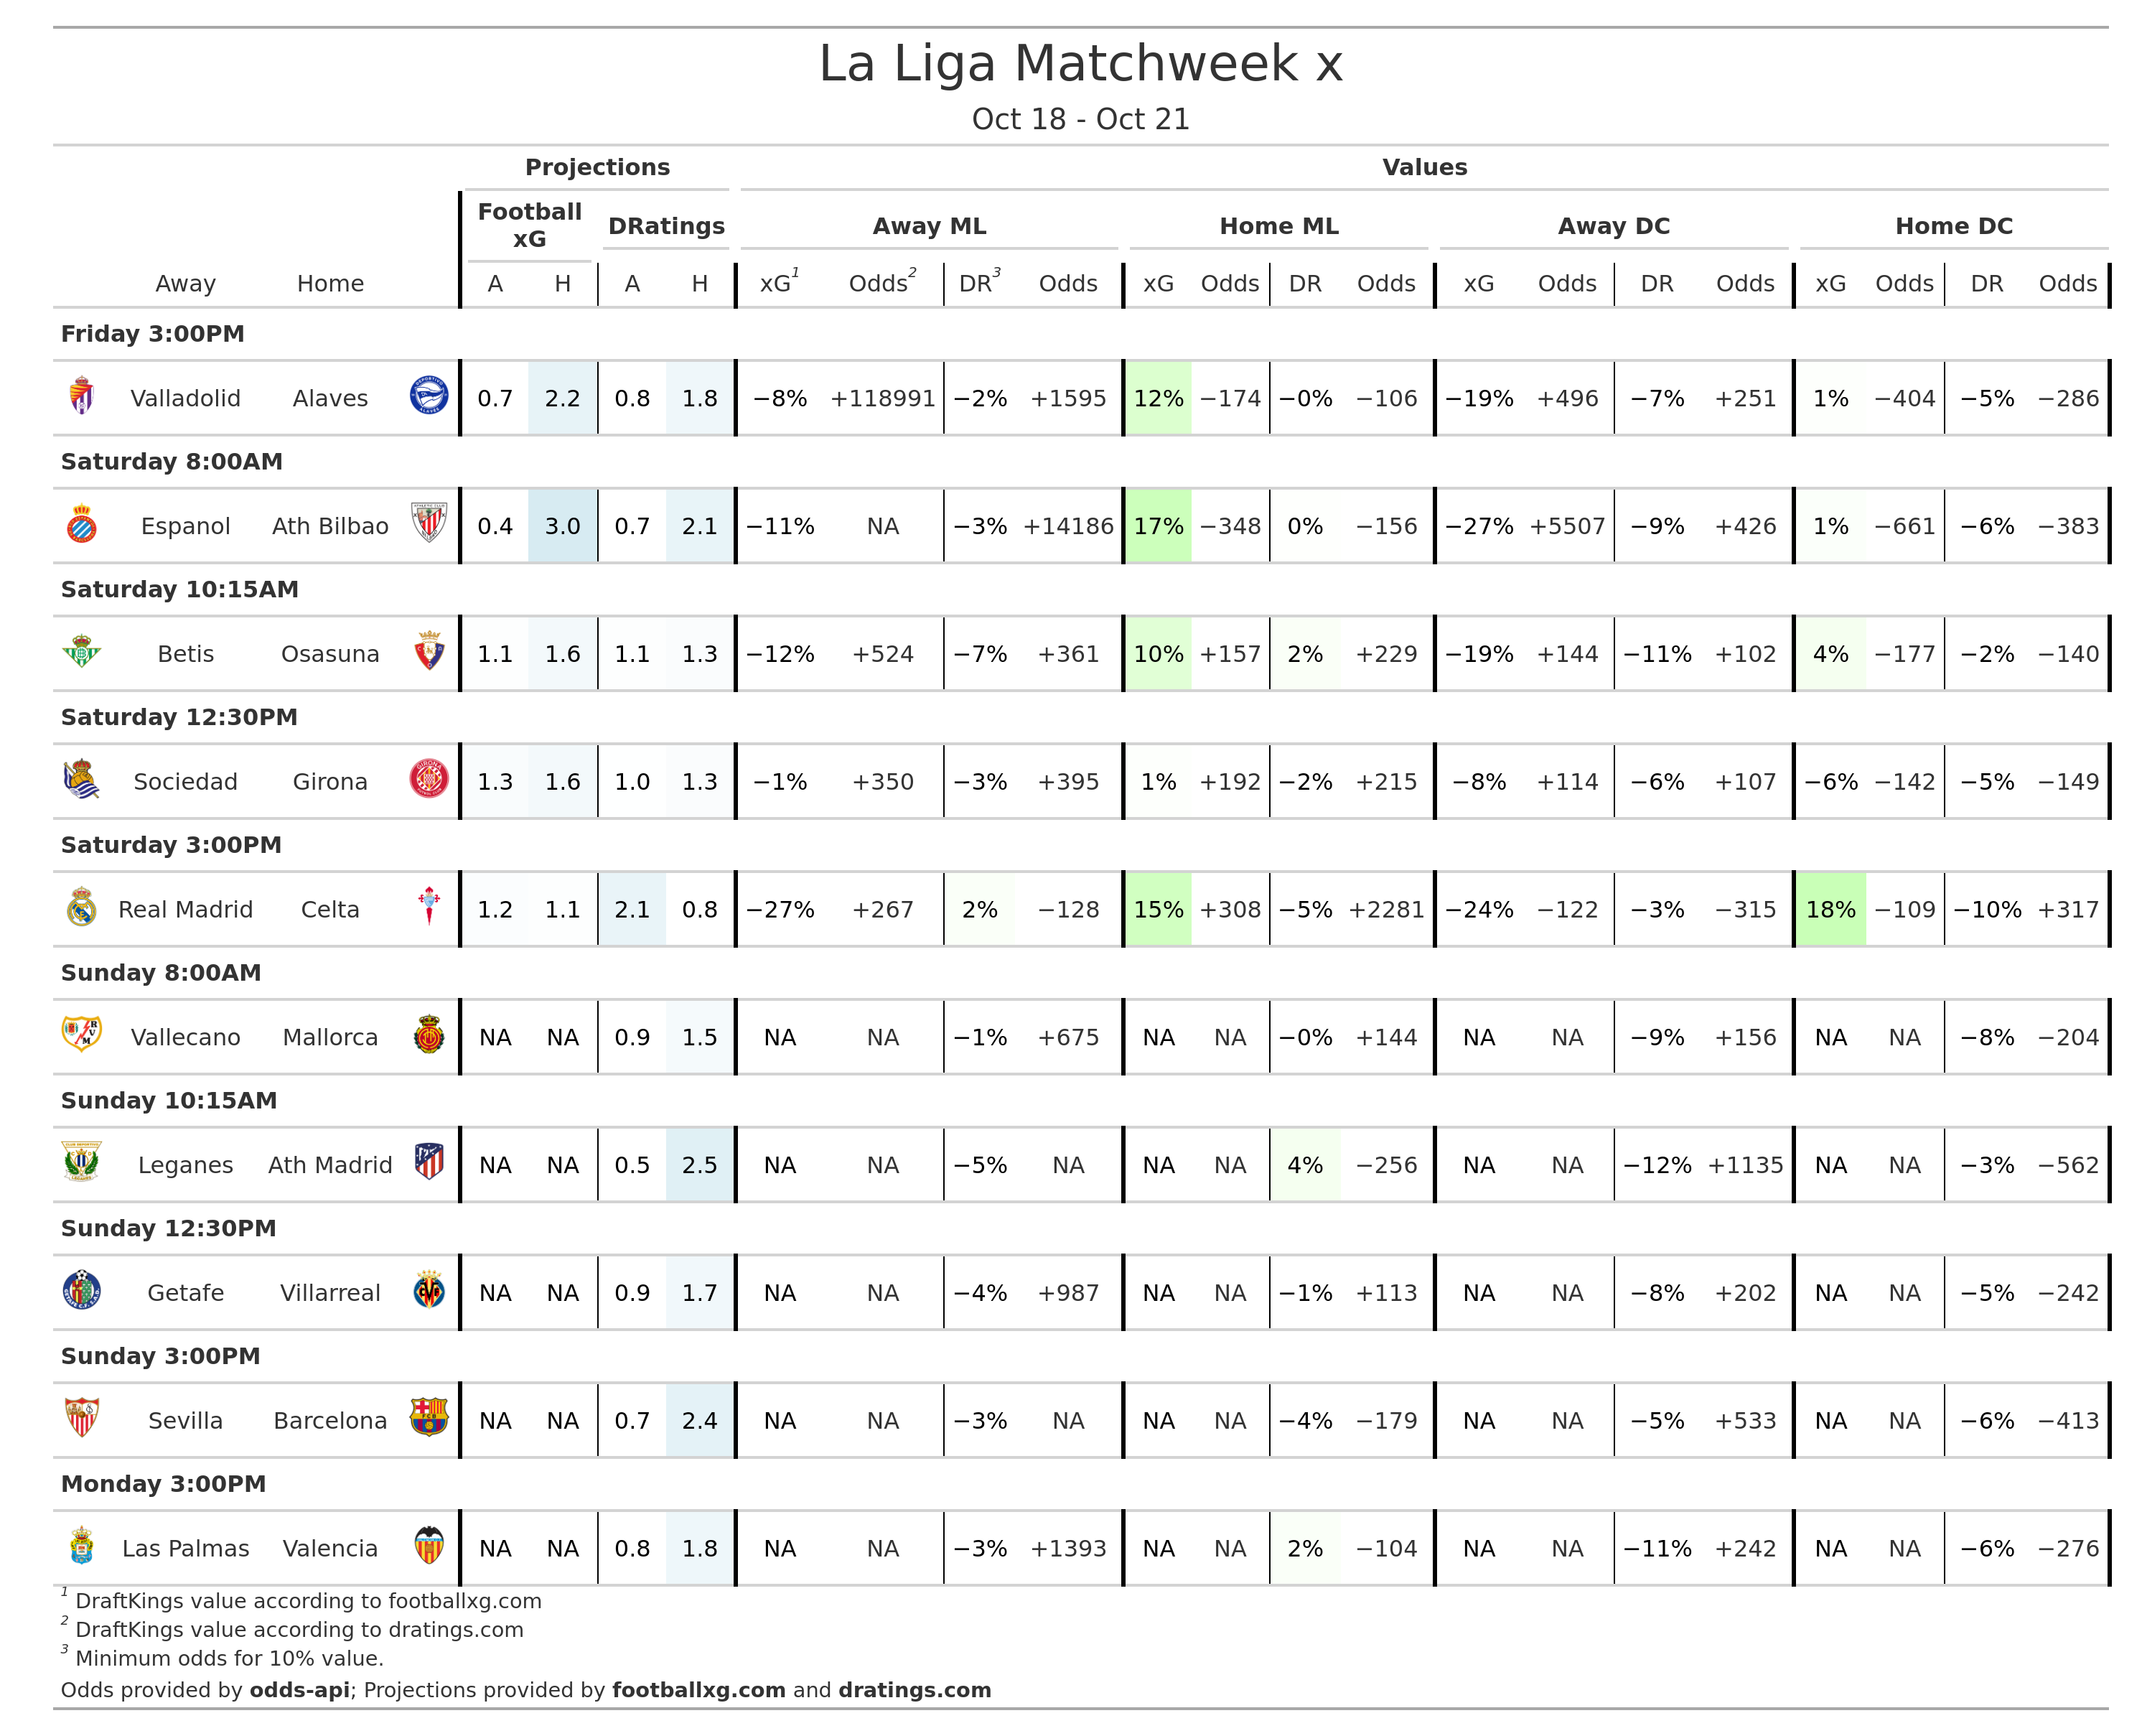 La Liga Matchweek x
Oct 18 - Oct 21
Projections Values
Football xG DRatings Away ML Home ML Away DC Home DC
Away Home A H A H xG1 Odds2 DR3 Odds xG Odds DR Odds xG Odds DR Odds xG Odds DR Odds
Friday 3:00PM
Valladolid Alaves 0.7 2.2 0.8 1.8 −8% +118991 −2% +1595 12% −174 −0% −106 −19% +496 −7% +251 1% −404 −5% −286
Saturday 8:00AM
Espanol Ath Bilbao 0.4 3.0 0.7 2.1 −11% NA −3% +14186 17% −348 0% −156 −27% +5507 −9% +426 1% −661 −6% −383
Saturday 10:15AM
Betis Osasuna 1.1 1.6 1.1 1.3 −12% +524 −7% +361 10% +157 2% +229 −19% +144 −11% +102 4% −177 −2% −140
Saturday 12:30PM
Sociedad Girona 1.3 1.6 1.0 1.3 −1% +350 −3% +395 1% +192 −2% +215 −8% +114 −6% +107 −6% −142 −5% −149
Saturday 3:00PM
Real Madrid Celta 1.2 1.1 2.1 0.8 −27% +267 2% −128 15% +308 −5% +2281 −24% −122 −3% −315 18% −109 −10% +317
Sunday 8:00AM
Vallecano Mallorca NA NA 0.9 1.5 NA NA −1% +675 NA NA −0% +144 NA NA −9% +156 NA NA −8% −204
Sunday 10:15AM
Leganes Ath Madrid NA NA 0.5 2.5 NA NA −5% NA NA NA 4% −256 NA NA −12% +1135 NA NA −3% −562
Sunday 12:30PM
Getafe Villarreal NA NA 0.9 1.7 NA NA −4% +987 NA NA −1% +113 NA NA −8% +202 NA NA −5% −242
Sunday 3:00PM
Sevilla Barcelona NA NA 0.7 2.4 NA NA −3% NA NA NA −4% −179 NA NA −5% +533 NA NA −6% −413
Monday 3:00PM
Las Palmas Valencia NA NA 0.8 1.8 NA NA −3% +1393 NA NA 2% −104 NA NA −11% +242 NA NA −6% −276
1 DraftKings value according to footballxg.com
2 DraftKings value according to dratings.com
3 Minimum odds for 10% value.
Odds provided by odds-api; Projections provided by footballxg.com and dratings.com